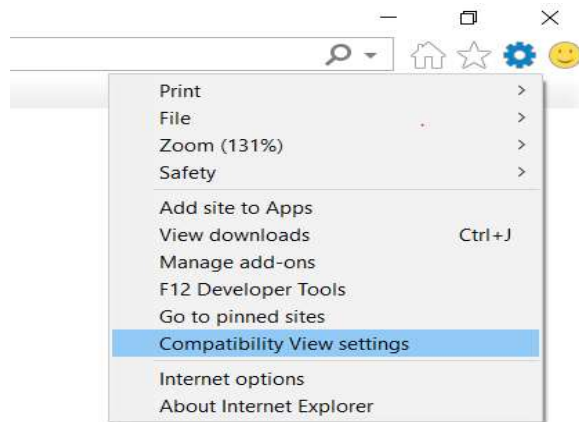 Print
File
Zoom (131%)
Safety
Add site to Apps
View downloads Ctrl+J
Manage add-ons
F12 Developer Tools
Go to pinned sites
Compatibility View settings
Internet options
About Internet Explorer